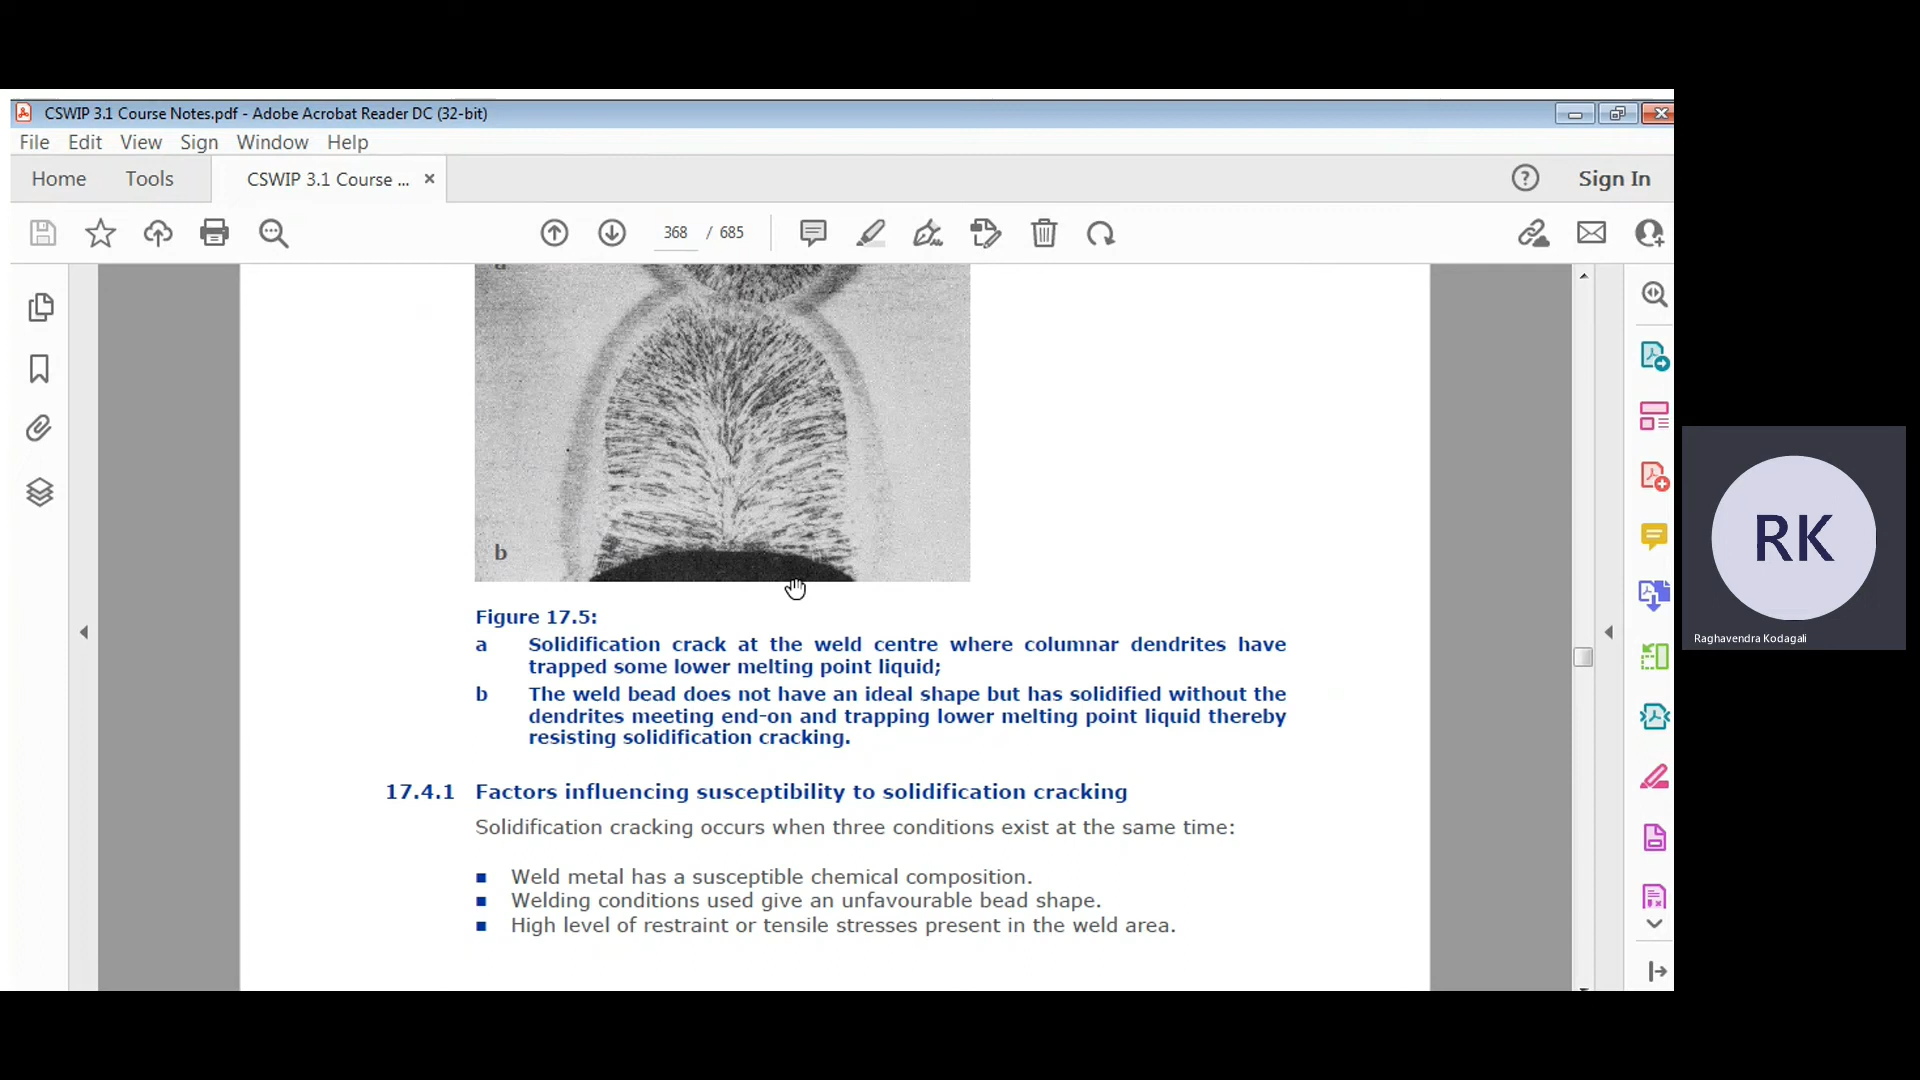 CSWIP 3.1 Course Notes.pdf - Adobe Acrobat Reader DC (32-bit)
File Edit View Sign Window Help
Home Tools CSWIP 3.1 Course ... × Sign In
368 / 685
a
b
Figure 17.5:
a Solidification crack at the weld centre where columnar dendrites have
trapped some lower melting point liquid;
b The weld bead does not have an ideal shape but has solidified without the
dendrites meeting end-on and trapping lower melting point liquid thereby
resisting solidification cracking.
17.4.1 Factors influencing susceptibility to solidification cracking
Solidification cracking occurs when three conditions exist at the same time:
■ Weld metal has a susceptible chemical composition.
■ Welding conditions used give an unfavourable bead shape.
■ High level of restraint or tensile stresses present in the weld area.
RK
Raghavendra Kodagali